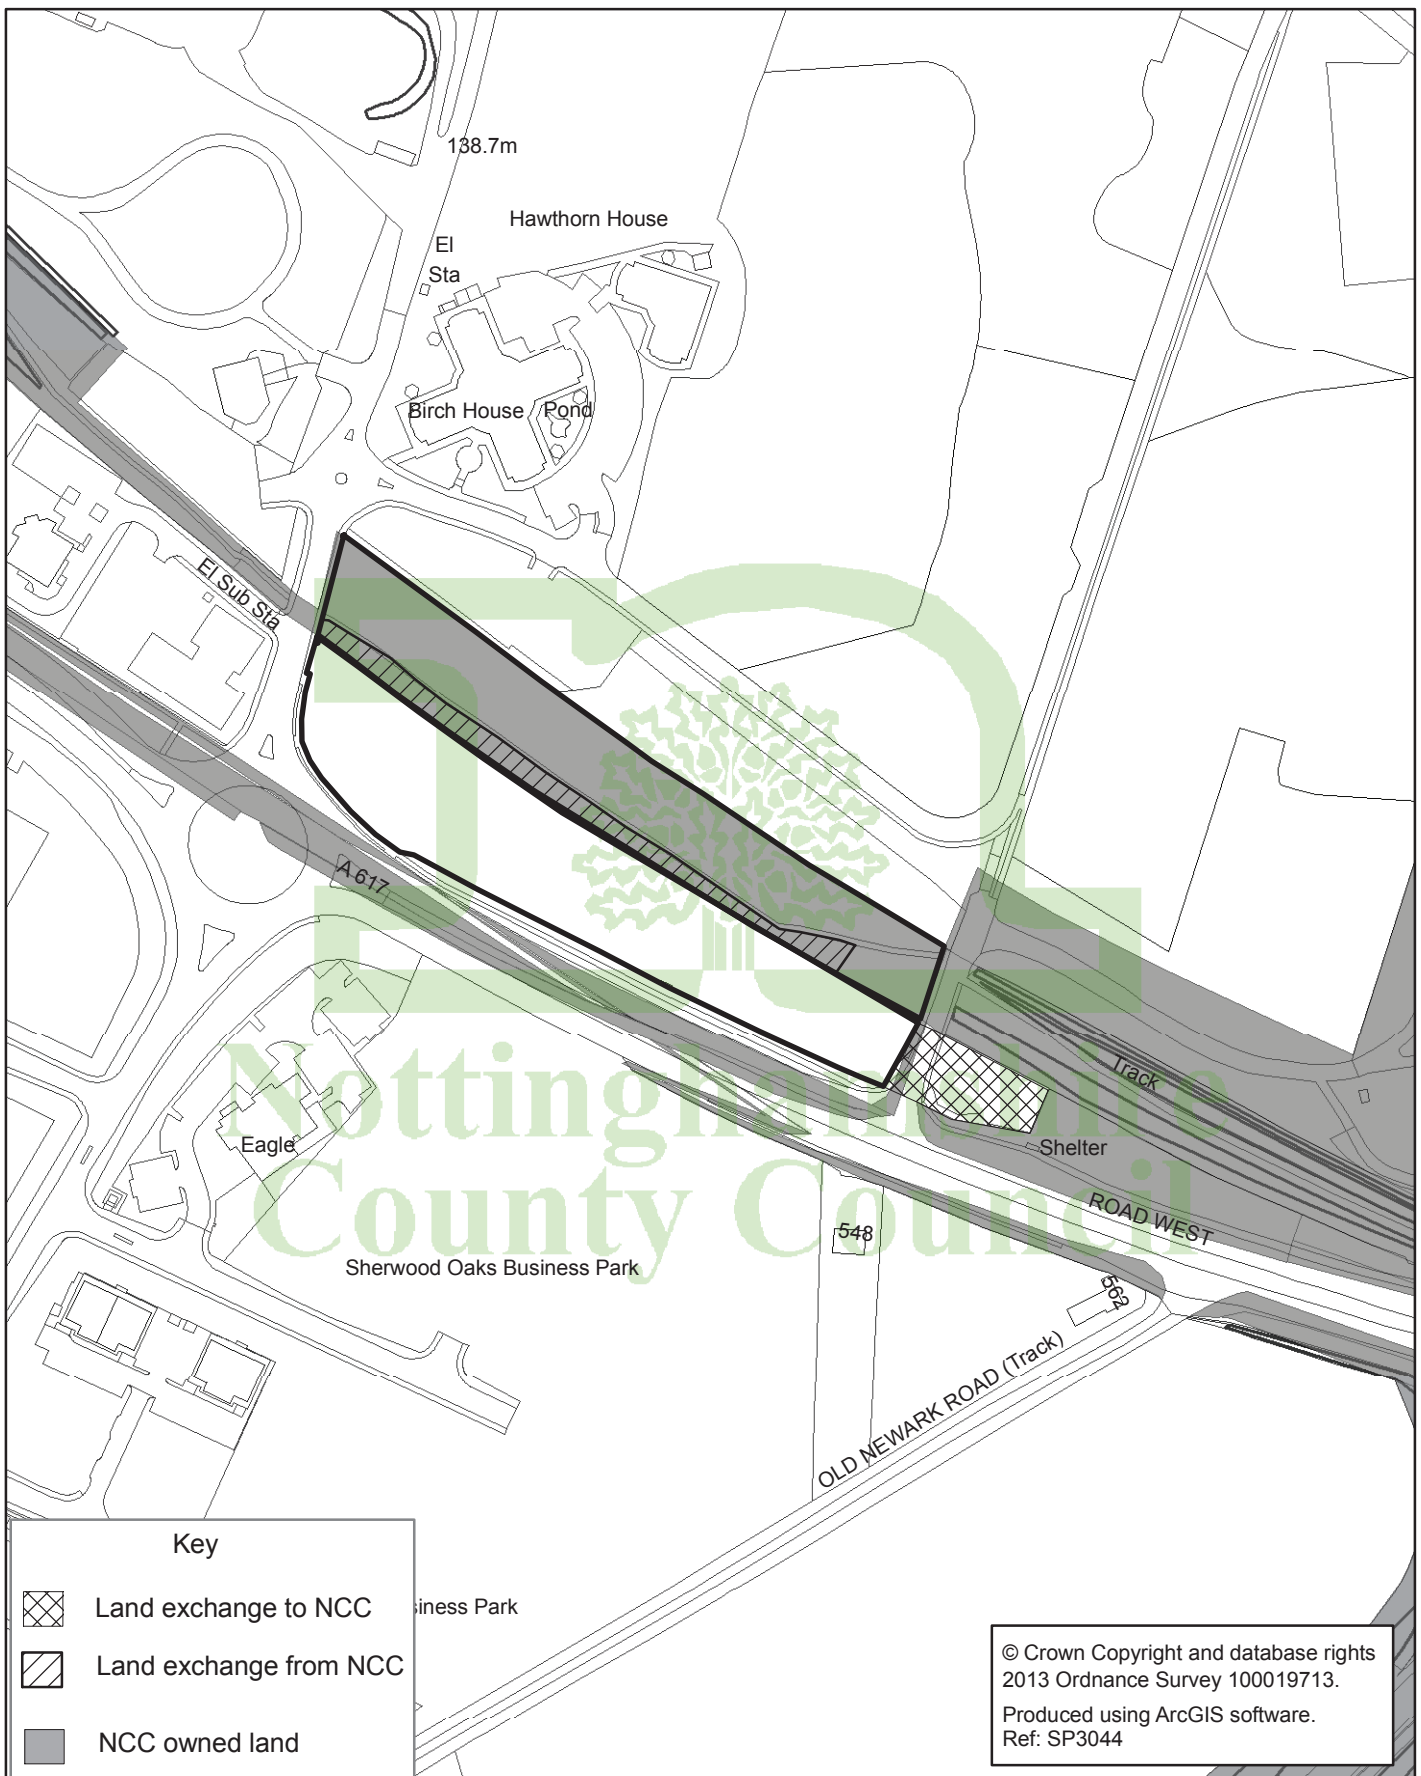 138.7m
Hawthorn House
El
Sta
Birch House
Pond
El Sub Sta
A 617
Track
Nottinghamshire
County Council
Eagle
Shelter
ROAD WEST
548
Sherwood Oaks Business Park
562
OLD NEWARK ROAD (Track)
Key
Land exchange to NCC
siness Park
Land exchange from NCC
NCC owned land
© Crown Copyright and database rights
2013 Ordnance Survey 100019713.
Produced using ArcGIS software.
Ref: SP3044